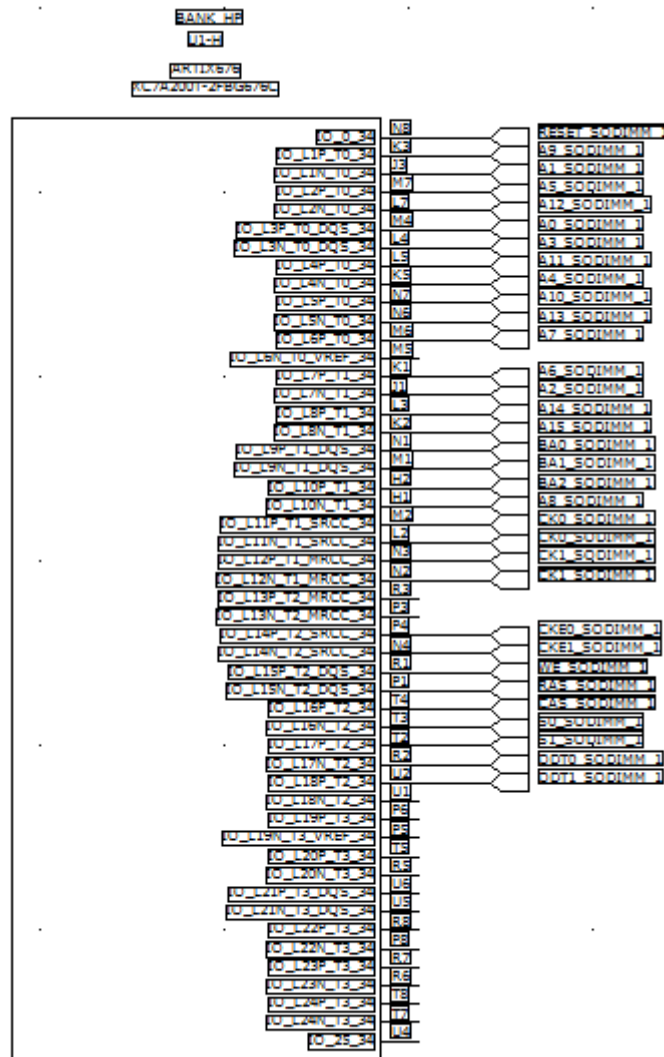 BANK_HP
U1-H
ARTIX676
XC7A200T-2FBG676C
IO_0_34 N8 RESET_SODIMM_1
IO_L1P_T0_34 K3 A9_SODIMM_1
IO_L1N_T0_34 J3 A1_SODIMM_1
IO_L2P_T0_34 M7 A5_SODIMM_1
IO_L2N_T0_34 L7 A12_SODIMM_1
IO_L3P_T0_DQS_34 M4 A0_SODIMM_1
IO_L3N_T0_DQS_34 L4 A3_SODIMM_1
IO_L4P_T0_34 L5 A11_SODIMM_1
IO_L4N_T0_34 K5 A4_SODIMM_1
IO_L5P_T0_34 N7 A10_SODIMM_1
IO_L5N_T0_34 N6 A13_SODIMM_1
IO_L6P_T0_34 M6 A7_SODIMM_1
IO_L6N_T0_VREF_34 M5
IO_L7P_T1_34 K1 A6_SODIMM_1
IO_L7N_T1_34 J1 A2_SODIMM_1
IO_L8P_T1_34 L3 A14_SODIMM_1
IO_L8N_T1_34 K2 A15_SODIMM_1
IO_L9P_T1_DQS_34 N1 BA0_SODIMM_1
IO_L9N_T1_DQS_34 M1 BA1_SODIMM_1
IO_L10P_T1_34 H2 BA2_SODIMM_1
IO_L10N_T1_34 H1 A8_SODIMM_1
IO_L11P_T1_SRCC_34 M2 CK0_SODIMM_1
IO_L11N_T1_SRCC_34 L2 CK0_SODIMM_1
IO_L12P_T1_MRCC_34 N3 CK1_SODIMM_1
IO_L12N_T1_MRCC_34 N2 CK1_SODIMM_1
IO_L13P_T2_MRCC_34 R3
IO_L13N_T2_MRCC_34 P3
IO_L14P_T2_SRCC_34 P4 CKE0_SODIMM_1
IO_L14N_T2_SRCC_34 N4 CKE1_SODIMM_1
IO_L15P_T2_DQS_34 R1 WE_SODIMM_1
IO_L15N_T2_DQS_34 P1 RAS_SODIMM_1
IO_L16P_T2_34 T4 CAS_SODIMM_1
IO_L16N_T2_34 T3 S0_SODIMM_1
IO_L17P_T2_34 T2 S1_SODIMM_1
IO_L17N_T2_34 R2 ODT0_SODIMM_1
IO_L18P_T2_34 U2 ODT1_SODIMM_1
IO_L18N_T2_34 U1
IO_L19P_T3_34 P6
IO_L19N_T3_VREF_34 P5
IO_L20P_T3_34 T5
IO_L20N_T3_34 R5
IO_L21P_T3_DQS_34 U6
IO_L21N_T3_DQS_34 U5
IO_L22P_T3_34 R8
IO_L22N_T3_34 P8
IO_L23P_T3_34 R7
IO_L23N_T3_34 R6
IO_L24P_T3_34 T8
IO_L24N_T3_34 T7
IO_25_34 U4